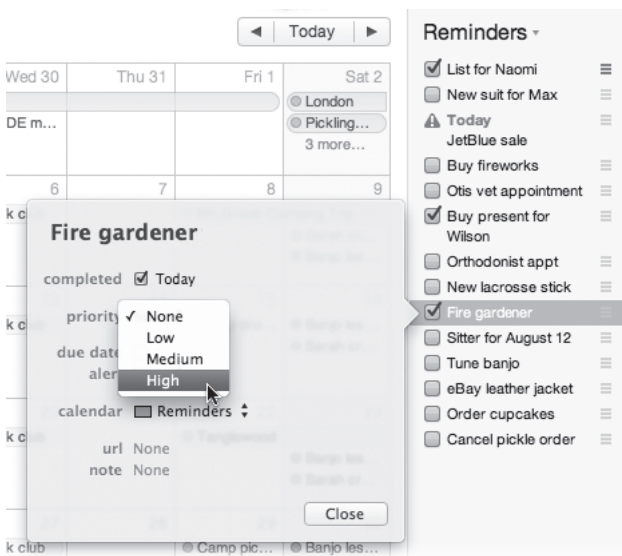 Today
Reminders
Wed 30 Thu 31 Fri 1 Sat 2
London
DE m... Pickling...
3 more...
6 7 8 9
k c
Fire gardener
completed Today
priority ✓ None
Low
Medium
High
due date
aler
calendar Reminders
url None
note None
Close
k c
k c
k club Camp pic... Banjo les...
List for Naomi
New suit for Max
Today
JetBlue sale
Buy fireworks
Otis vet appointment
Buy present for
Wilson
Orthodonist appt
New lacrosse stick
Fire gardener
Sitter for August 12
Tune banjo
eBay leather jacket
Order cupcakes
Cancel pickle order